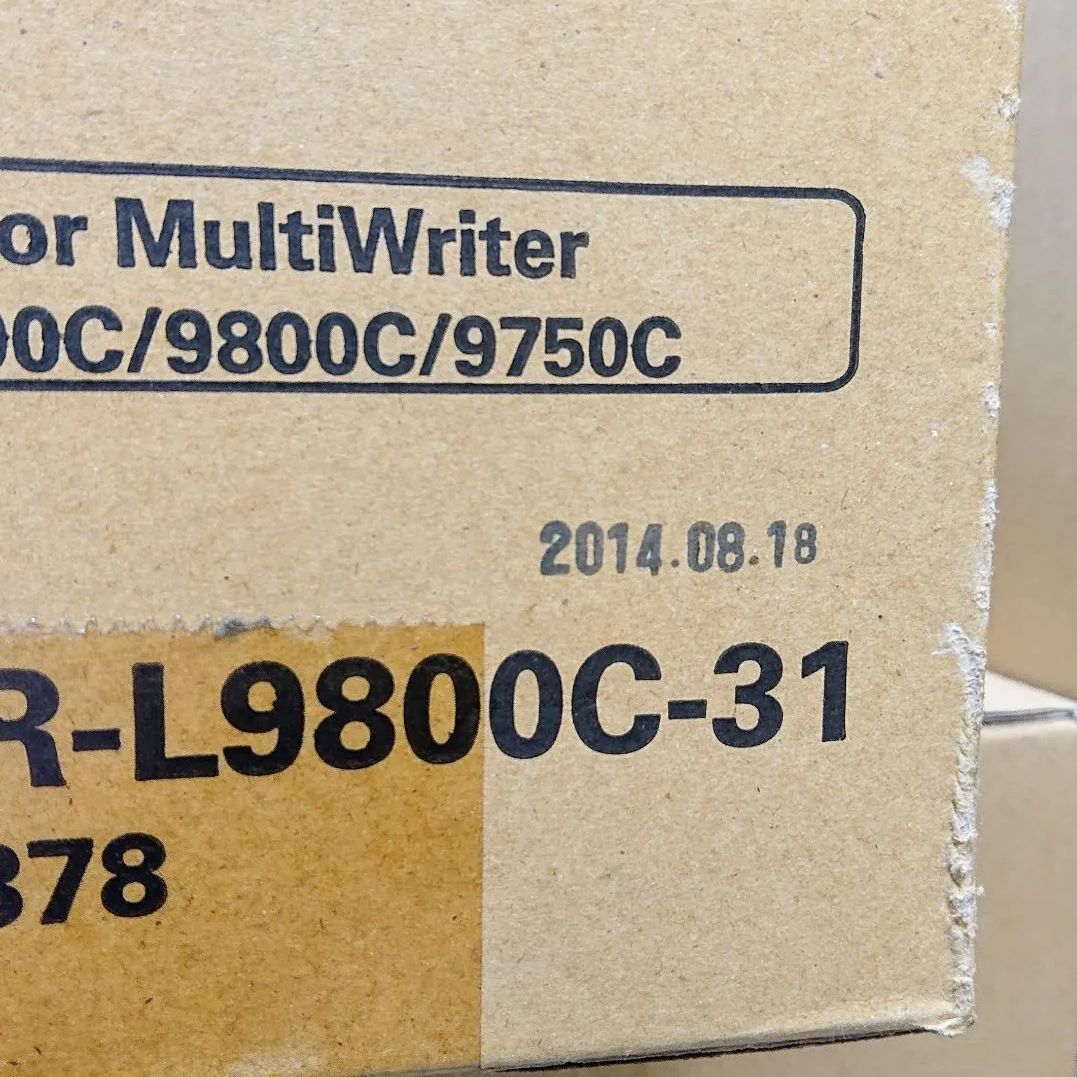 or MultiWriter
00C/9800C/9750C
2014.08.18
R-L9800C-31
378